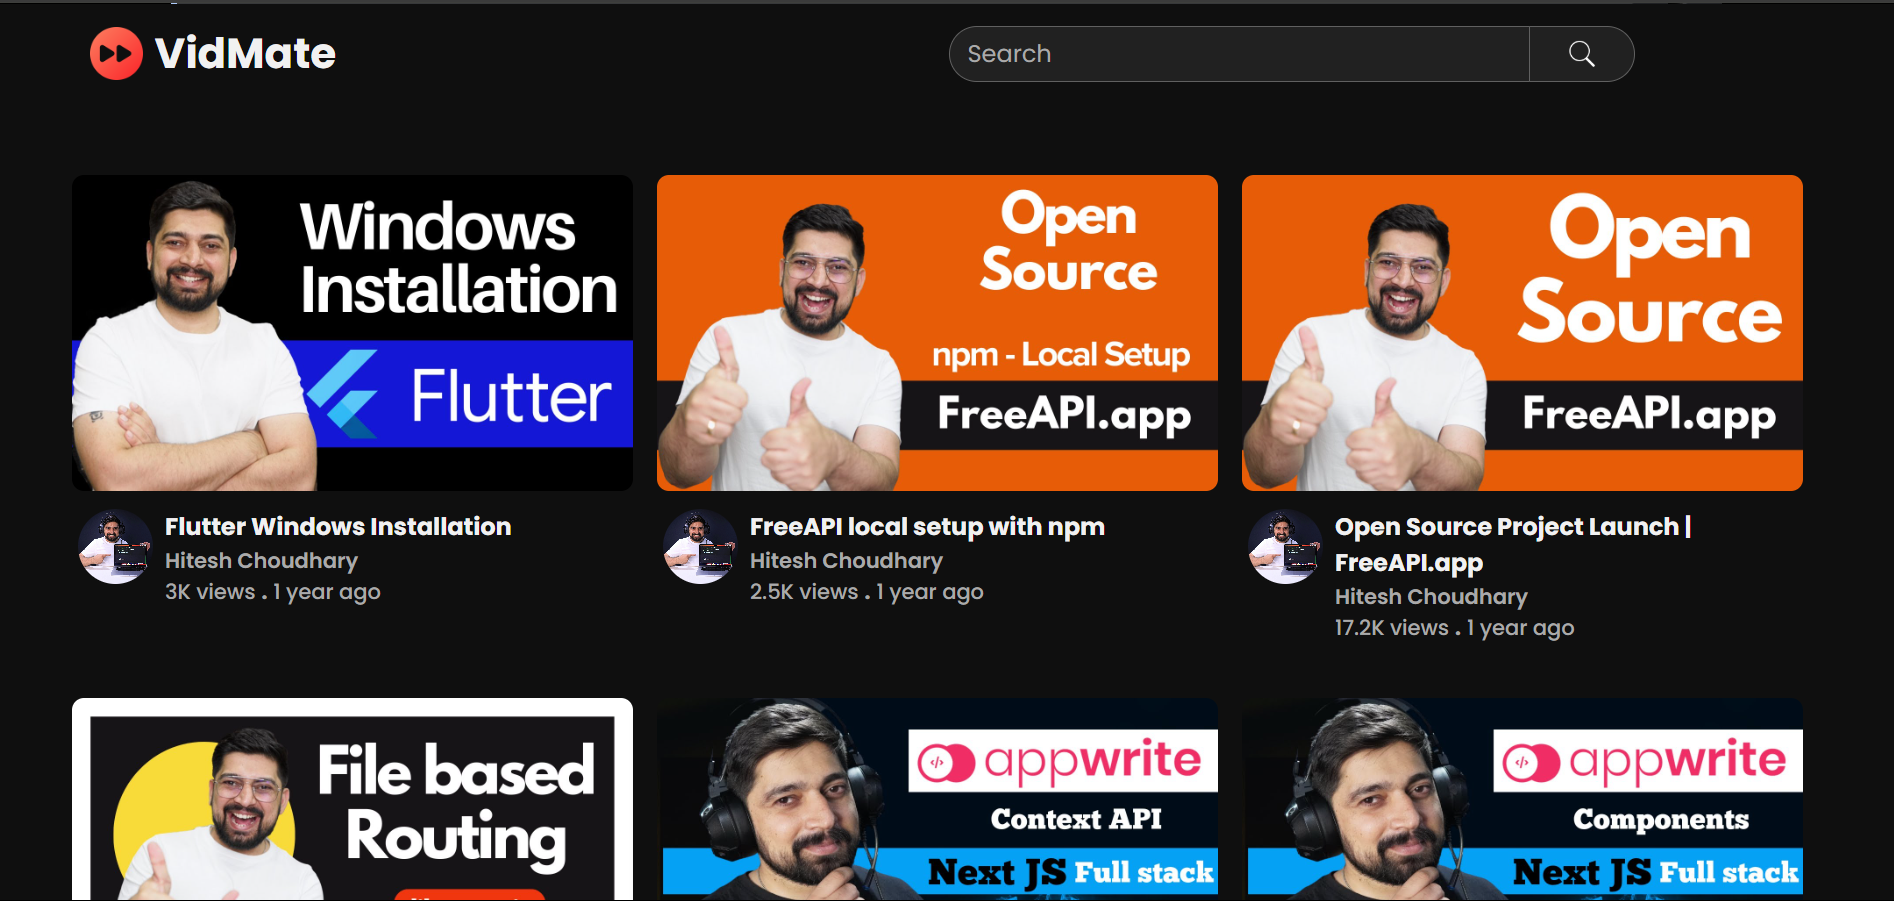 VidMate
Search
Windows
Installation
Flutter
Open
Source
npm - Local Setup
FreeAPI.app
Open
Source
FreeAPI.app
Flutter Windows Installation
Hitesh Choudhary
3K views . 1 year ago
FreeAPI local setup with npm
Hitesh Choudhary
2.5K views . 1 year ago
Open Source Project Launch |
FreeAPI.app
Hitesh Choudhary
17.2K views . 1 year ago
File based
Routing
appwrite
Context API
Next JS Full stack
appwrite
Components
Next JS Full stack